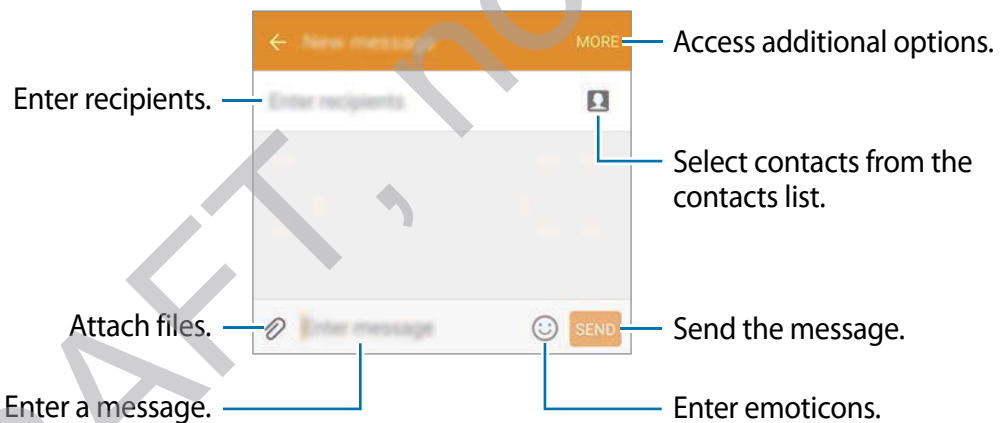 New message
MORE
Access additional options.
Enter recipients.
Enter recipients
Select contacts from the
contacts list.
Attach files.
Enter message
SEND
Send the message.
Enter a message.
Enter emoticons.